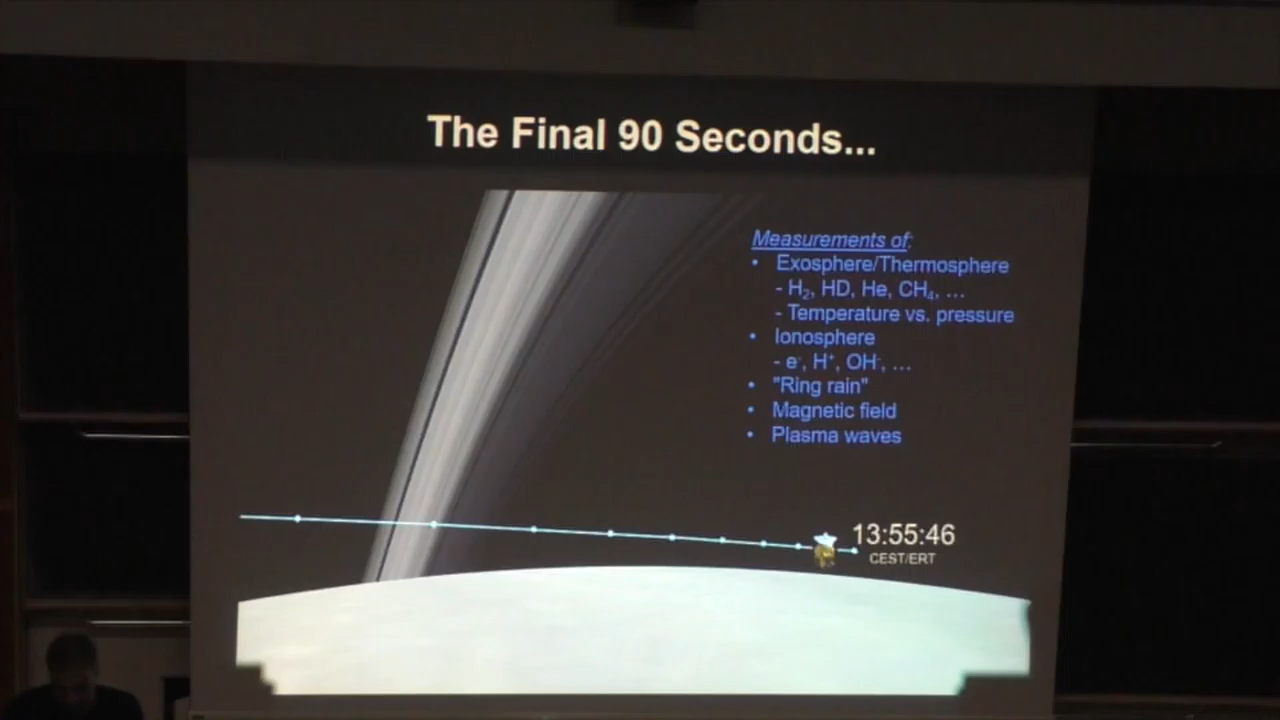 The Final 90 Seconds...
Measurements of:
• Exosphere/Thermosphere
- H₂, HD, He, CH₄, ...
- Temperature vs. pressure
• Ionosphere
- e⁻, H⁺, OH⁻, ...
• "Ring rain"
• Magnetic field
• Plasma waves
13:55:46
CEST/ERT